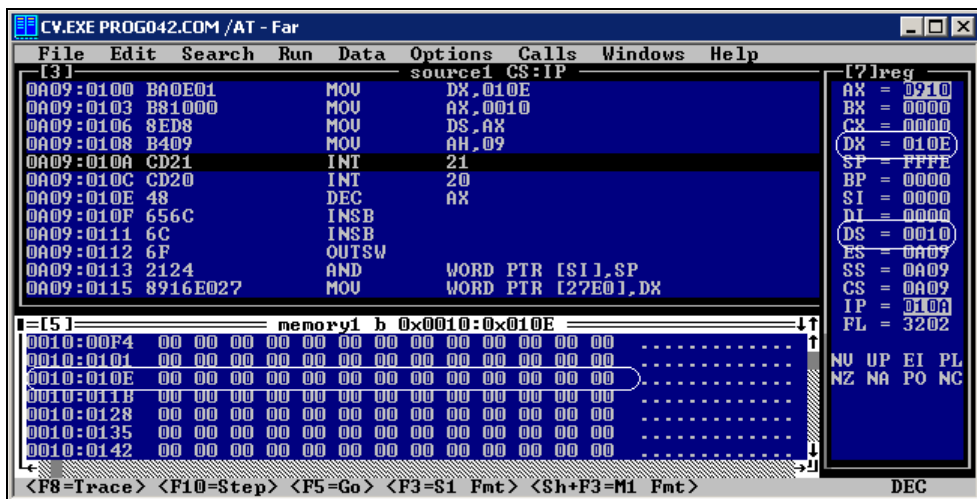 CV.EXE PROG042.COM /AT - Far
File Edit Search Run Data Options Calls Windows Help
[3] source1 CS:IP
0A09:0100 BA0E01 MOV DX,010E
0A09:0103 B81000 MOV AX,0010
0A09:0106 8ED8 MOV DS,AX
0A09:0108 B409 MOV AH,09
0A09:010A CD21 INT 21
0A09:010C CD20 INT 20
0A09:010E 48 DEC AX
0A09:010F 656C INSB
0A09:0111 6C INSB
0A09:0112 6F OUTSW
0A09:0113 2124 AND WORD PTR [SI],SP
0A09:0115 8916E027 MOV WORD PTR [27E0],DX
[7]reg
AX = 0910
BX = 0000
CX = 0000
DX = 010E
SP = FFFE
BP = 0000
SI = 0000
DI = 0000
DS = 0010
ES = 0A09
SS = 0A09
CS = 0A09
IP = 010A
FL = 3202
NV UP EI PL
NZ NA PO NC
[5] memory1 b 0x0010:0x010E
0010:00F4 00 00 00 00 00 00 00 00 00 00 00 00 00 .............
0010:0101 00 00 00 00 00 00 00 00 00 00 00 00 00 .............
0010:010E 00 00 00 00 00 00 00 00 00 00 00 00 00 .............
0010:011B 00 00 00 00 00 00 00 00 00 00 00 00 00 .............
0010:0128 00 00 00 00 00 00 00 00 00 00 00 00 00 .............
0010:0135 00 00 00 00 00 00 00 00 00 00 00 00 00 .............
0010:0142 00 00 00 00 00 00 00 00 00 00 00 00 00 .............
<F8=Trace> <F10=Step> <F5=Go> <F3=S1 Fmt> <Sh+F3=M1 Fmt> DEC